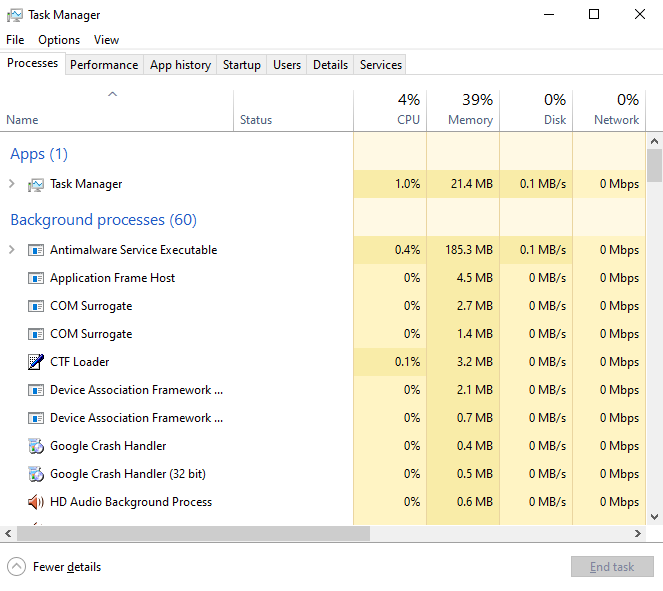 Task Manager
File Options View
Processes Performance App history Startup Users Details Services
4% 39% 0% 0%
Name Status CPU Memory Disk Network
Apps (1)
Task Manager 1.0% 21.4 MB 0.1 MB/s 0 Mbps
Background processes (60)
Antimalware Service Executable 0.4% 185.3 MB 0.1 MB/s 0 Mbps
Application Frame Host 0% 4.5 MB 0 MB/s 0 Mbps
COM Surrogate 0% 2.7 MB 0 MB/s 0 Mbps
COM Surrogate 0% 1.4 MB 0 MB/s 0 Mbps
CTF Loader 0.1% 3.2 MB 0 MB/s 0 Mbps
Device Association Framework ... 0% 2.1 MB 0 MB/s 0 Mbps
Device Association Framework ... 0% 0.7 MB 0 MB/s 0 Mbps
Google Crash Handler 0% 0.4 MB 0 MB/s 0 Mbps
Google Crash Handler (32 bit) 0% 0.5 MB 0 MB/s 0 Mbps
HD Audio Background Process 0% 0.6 MB 0 MB/s 0 Mbps
Fewer details End task